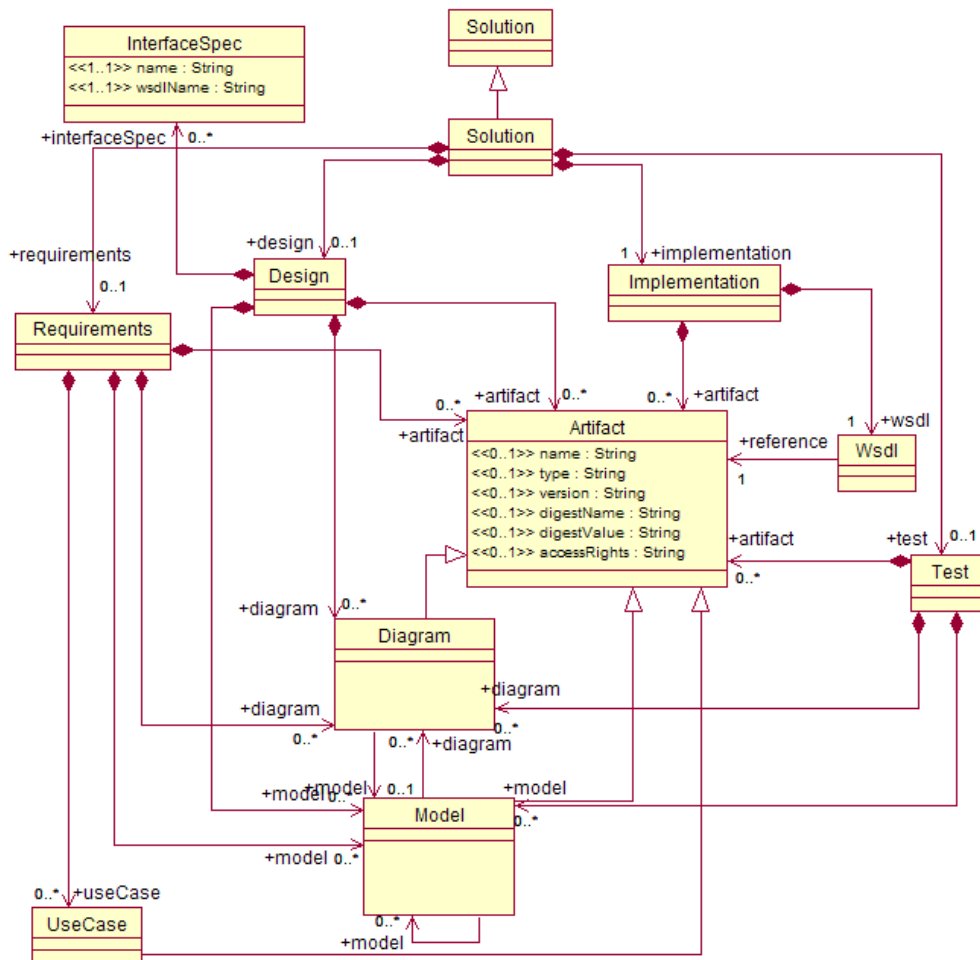 Solution
InterfaceSpec
<<1..1>> name : String
<<1..1>> wsdlName : String
+interfaceSpec
0..*
Solution
+requirements
0..1
+design
0..1
1
+implementation
Design
Implementation
Requirements
+artifact
0..*
0..*
+artifact
0..*
+artifact
1
+wsdl
Artifact
<<0..1>> name : String
<<0..1>> type : String
<<0..1>> version : String
<<0..1>> digestName : String
<<0..1>> digestValue : String
<<0..1>> accessRights : String
+reference
1
Wsdl
+artifact
0..*
+test
0..1
Test
+diagram
0..*
Diagram
+diagram
0..*
+diagram
0..*
0..*
+diagram
+model
0..1
+model
0..*
+model
0..*
Model
+model
0..*
0..*
+model
0..*
+useCase
UseCase